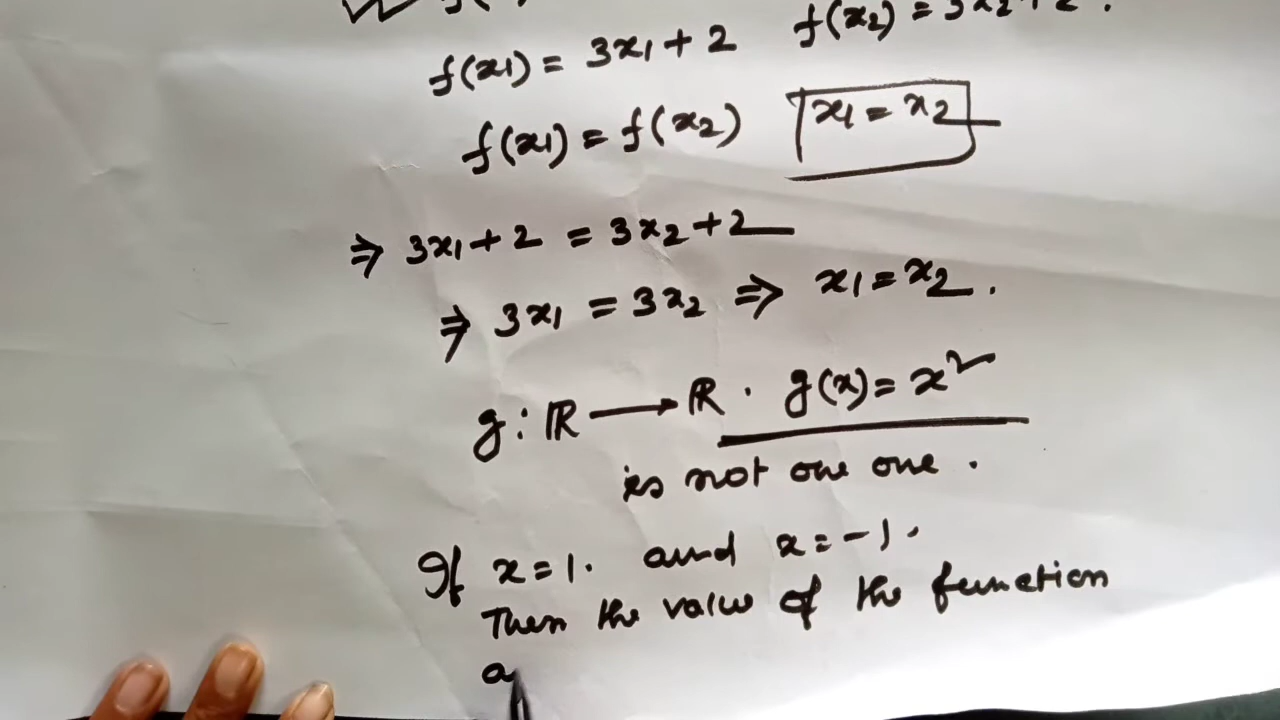 f(x1) = 3x1 + 2 f(x2) = 3x2 + 2.
f(x1) = f(x2) x1 = x2
⇒ 3x1 + 2 = 3x2 + 2
⇒ 3x1 = 3x2 ⇒ x1 = x2.
g : ℝ → ℝ . g(x) = x²
is not one one .
If x = 1. and x = -1.
Then the value of the function
a